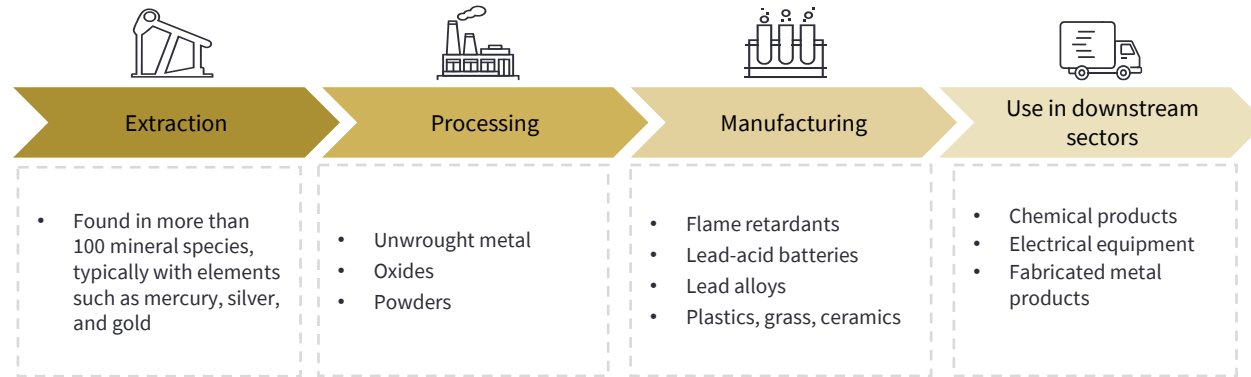 Extraction
Processing
Manufacturing
Use in downstream
sectors
• Found in more than
100 mineral species,
typically with elements
such as mercury, silver,
and gold
• Unwrought metal
• Oxides
• Powders
• Flame retardants
• Lead-acid batteries
• Lead alloys
• Plastics, grass, ceramics
• Chemical products
• Electrical equipment
• Fabricated metal
products